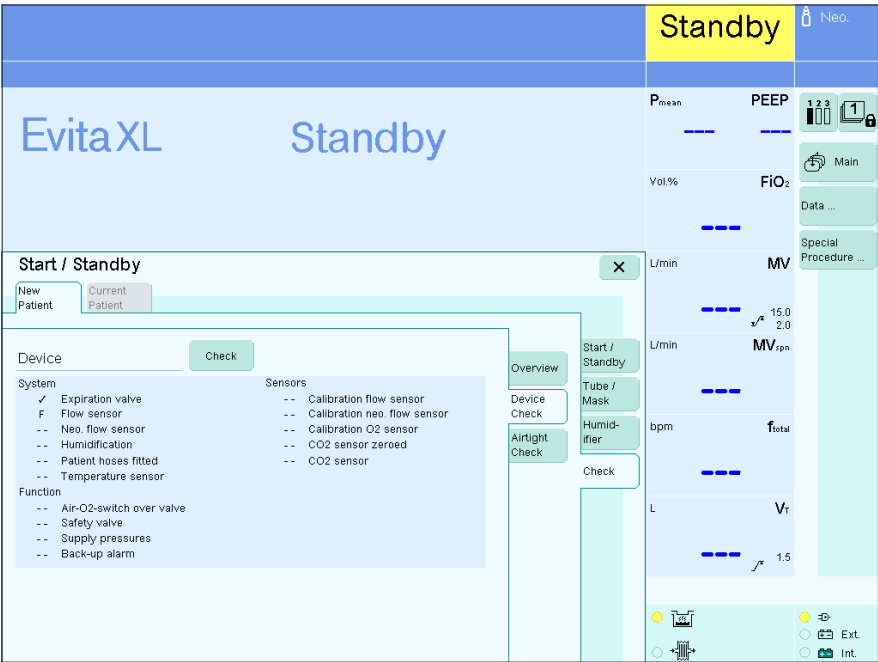 Standby
Neo.
Evita XL Standby
Pmean PEEP
--- ---
1 2 3
1
Main
Vol.% FiO2
---
Data ...
Special
Procedure ...
Start / Standby
L/min MV
---
15.0
2.0
New
Patient
Current
Patient
Device
Check
System
✓ Expiration valve
F Flow sensor
-- Neo. flow sensor
-- Humidification
-- Patient hoses fitted
-- Temperature sensor
Function
-- Air-O2-switch over valve
-- Safety valve
-- Supply pressures
-- Back-up alarm
Sensors
-- Calibration flow sensor
-- Calibration neo. flow sensor
-- Calibration O2 sensor
-- CO2 sensor zeroed
-- CO2 sensor
Overview
Device
Check
Airtight
Check
Start /
Standby
Tube /
Mask
Humid-
ifier
Check
L/min MVspn
---
bpm ftotal
---
L VT
---
1.5
Ext.
Int.